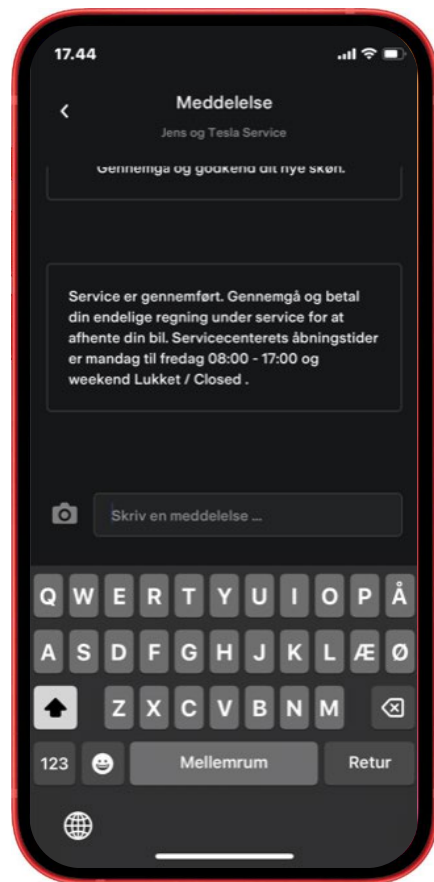 17.44
Meddelelse
Jens og Tesla Service
Gennemgå og godkend dit nye skøn.
Service er gennemført. Gennemgå og betal
din endelige regning under service for at
afhente din bil. Servicecenterets åbningstider
er mandag til fredag 08:00 - 17:00 og
weekend Lukket / Closed .
Skriv en meddelelse ...
Q W E R T Y U I O P Å
A S D F G H J K L Æ Ø
Z X C V B N M
123 Mellemrum Retur